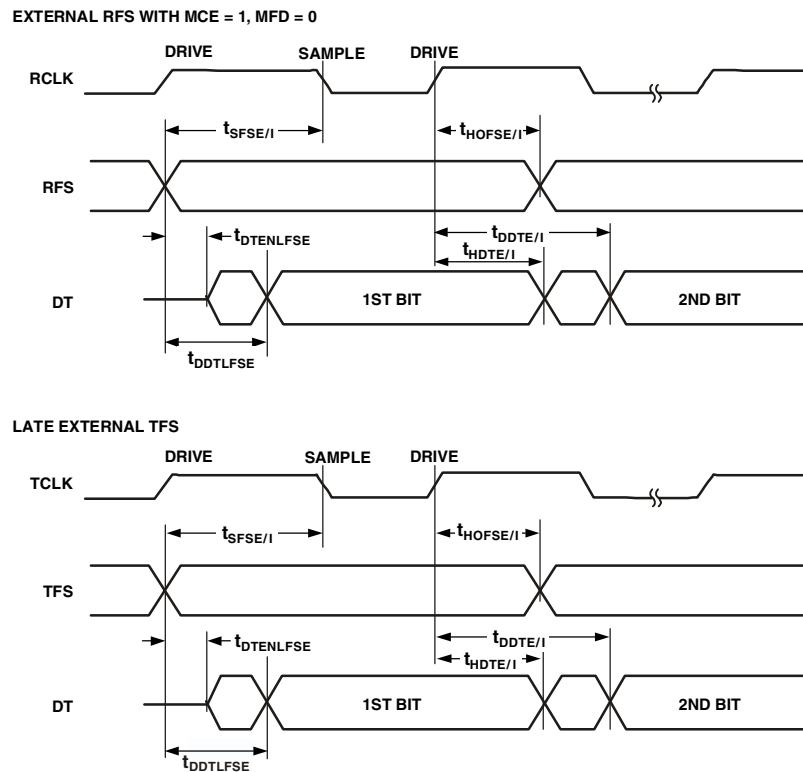 EXTERNAL RFS WITH MCE = 1, MFD = 0
DRIVE SAMPLE DRIVE
RCLK
tSFSE/I tHOFSE/I
RFS
tDDTE/I
tDTENLFSE tHDTE/I
DT 1ST BIT 2ND BIT
tDDTLFSE
LATE EXTERNAL TFS
DRIVE SAMPLE DRIVE
TCLK
tSFSE/I tHOFSE/I
TFS
tDTENLFSE tDDTE/I
tHDTE/I
DT 1ST BIT 2ND BIT
tDDTLFSE